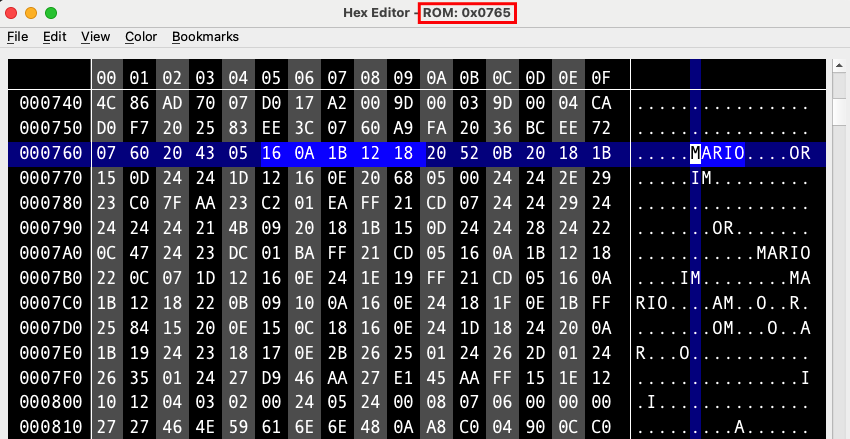 Hex Editor - ROM: 0x0765
File Edit View Color Bookmarks
00 01 02 03 04 05 06 07 08 09 0A 0B 0C 0D 0E 0F
000740 4C 86 AD 70 07 D0 17 A2 00 9D 00 03 9D 00 04 CA ................
000750 D0 F7 20 25 83 EE 3C 07 60 A9 FA 20 36 BC EE 72 ................
000760 07 60 20 43 05 16 0A 1B 12 18 20 52 0B 20 18 1B .....MARIO....OR
000770 15 0D 24 24 1D 12 16 0E 20 68 05 00 24 24 2E 29 .....IM.........
000780 23 C0 7F AA 23 C2 01 EA FF 21 CD 07 24 24 29 24 ................
000790 24 24 24 21 4B 09 20 18 1B 15 0D 24 24 28 24 22 .......OR.......
0007A0 0C 47 24 23 DC 01 BA FF 21 CD 05 16 0A 1B 12 18 ...........MARIO
0007B0 22 0C 07 1D 12 16 0E 24 1E 19 FF 21 CD 05 16 0A ....IM........MA
0007C0 1B 12 18 22 0B 09 10 0A 16 0E 24 18 1F 0E 1B FF RIO....AM..O..R.
0007D0 25 84 15 20 0E 15 0C 18 16 0E 24 1D 18 24 20 0A .......OM...O..A
0007E0 1B 19 24 23 18 17 0E 2B 26 25 01 24 26 2D 01 24 R...O...........
0007F0 26 35 01 24 27 D9 46 AA 27 E1 45 AA FF 15 1E 12 ...............I
000800 10 12 04 03 02 00 24 05 24 00 08 07 06 00 00 00 .I..............
000810 27 27 46 4E 59 61 6E 6E 48 0A A8 C0 04 90 0C C0 .........A......